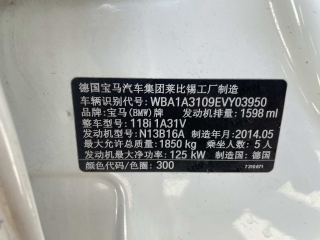 德国宝马汽车集团莱比锡工厂制造
车辆识别代号: WBA1A3109EVY03950
品牌: 宝马(BMW)牌 发动机排量: 1598 ml
整车型号: 118i 1A31V
发动机型号: N13B16A 制造年月: 2014.05
最大允许总质量: 1850 kg 乘坐人数: 5 人
发动机最大净功率: 125 kW 制造国: 德国
颜色代码/色圈: 300